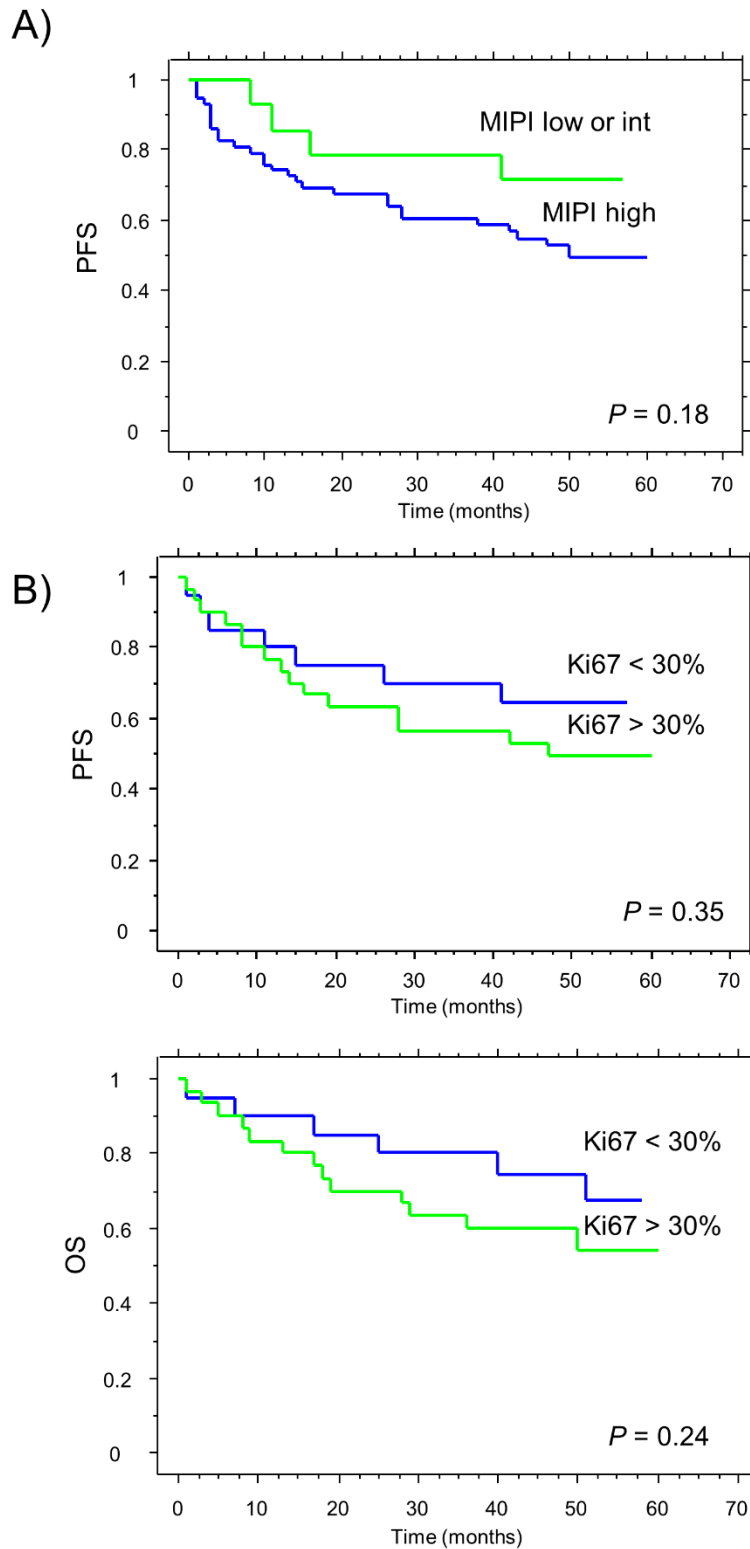 A)
1
0.8
0.6
0.4
0.2
0
PFS
MIPI low or int
MIPI high
P = 0.18
0 10 20 30 40 50 60 70
Time (months)
B)
1
0.8
0.6
0.4
0.2
0
PFS
Ki67 < 30%
Ki67 > 30%
P = 0.35
0 10 20 30 40 50 60 70
Time (months)
1
0.8
0.6
0.4
0.2
0
OS
Ki67 < 30%
Ki67 > 30%
P = 0.24
0 10 20 30 40 50 60 70
Time (months)